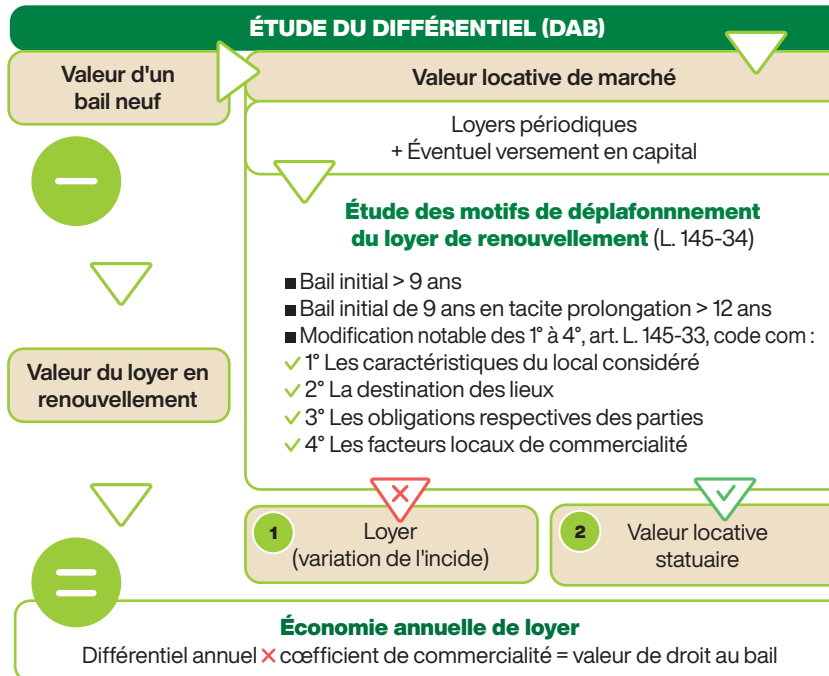 ÉTUDE DU DIFFÉRENTIEL (DAB)
Valeur d'un
bail neuf
Valeur locative de marché
Loyers périodiques
+ Éventuel versement en capital
Étude des motifs de déplafonnnement
du loyer de renouvellement (L. 145-34)
■ Bail initial > 9 ans
■ Bail initial de 9 ans en tacite prolongation > 12 ans
■ Modification notable des 1° à 4°, art. L. 145-33, code com :
✓ 1° Les caractéristiques du local considéré
✓ 2° La destination des lieux
✓ 3° Les obligations respectives des parties
✓ 4° Les facteurs locaux de commercialité
Valeur du loyer en
renouvellement
1 Loyer
(variation de l'incide)
2 Valeur locative
statuaire
Économie annuelle de loyer
Différentiel annuel × cœfficient de commercialité = valeur de droit au bail